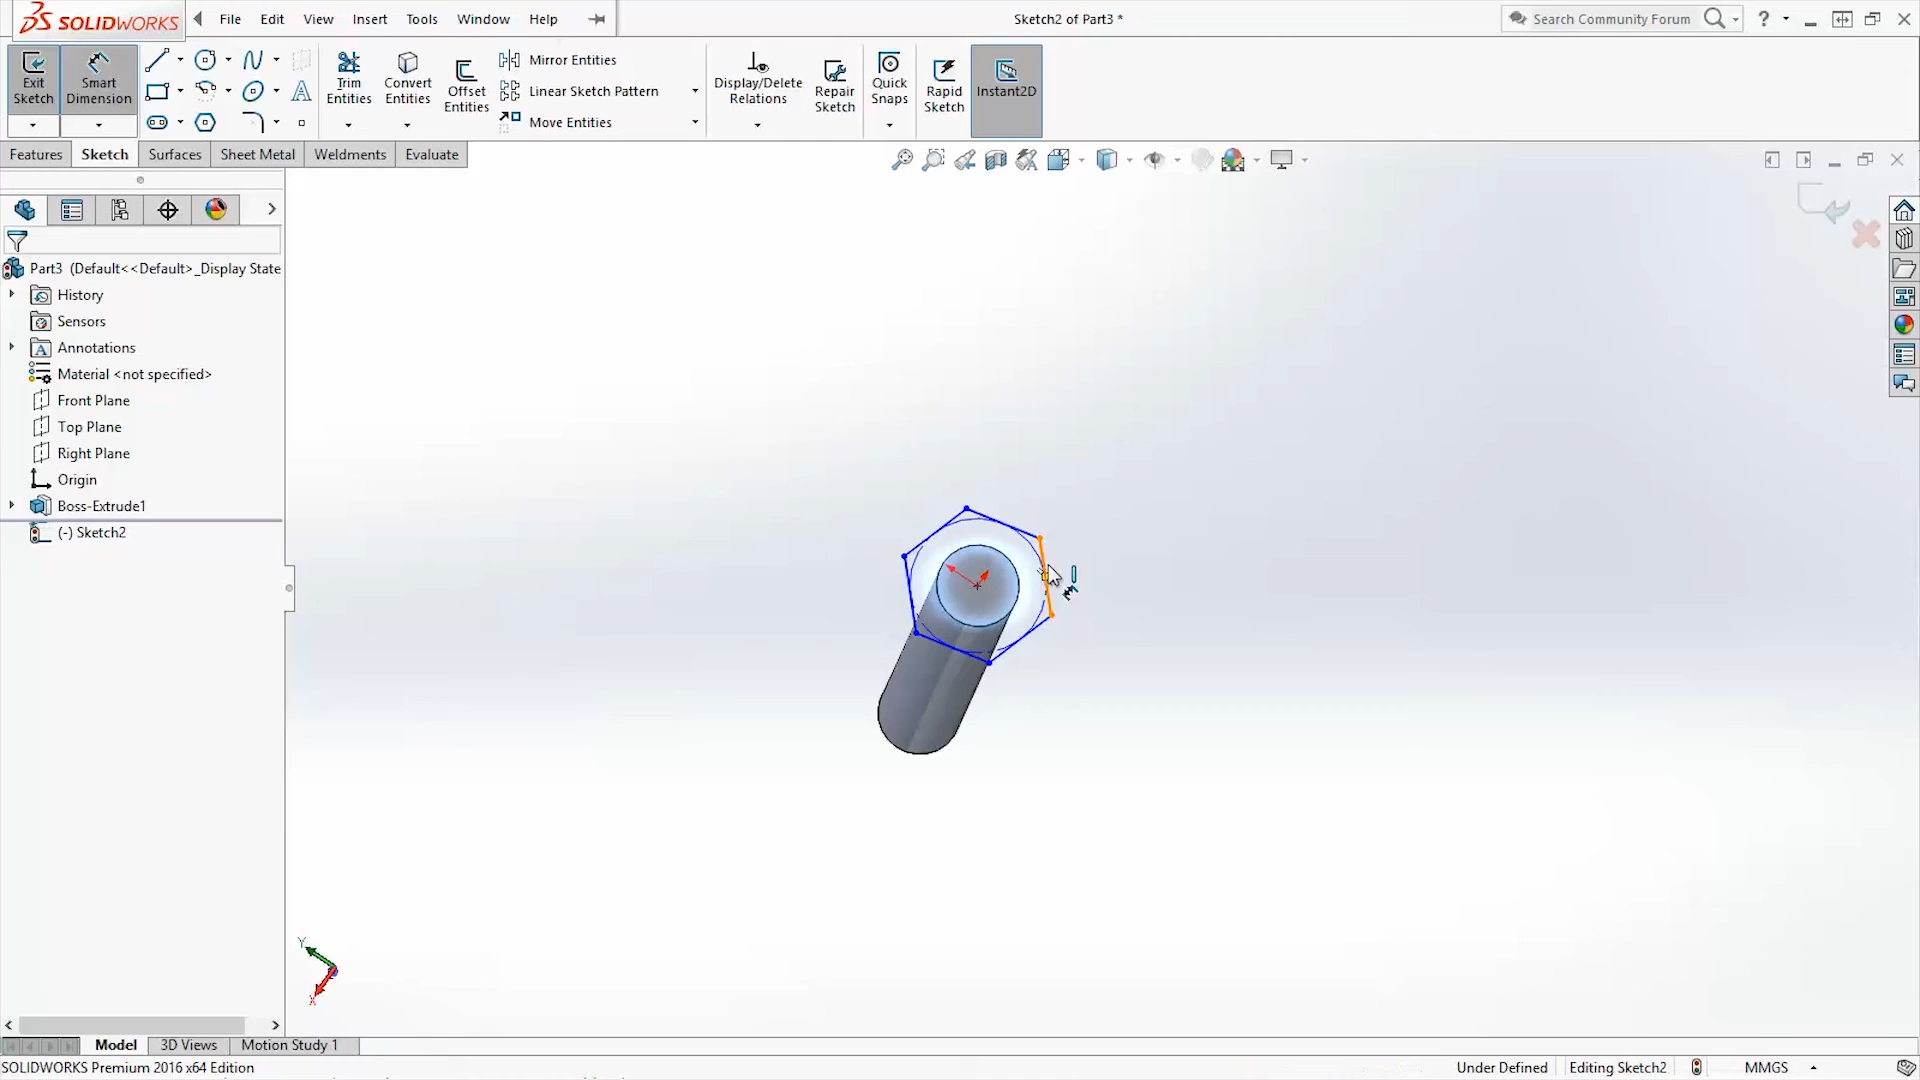 SOLIDWORKS File Edit View Insert Tools Window Help Sketch2 of Part3 * Search Community Forum ?
Exit Sketch Smart Dimension Trim Entities Convert Entities Offset Entities Mirror Entities Linear Sketch Pattern Move Entities Display/Delete Relations Repair Sketch Quick Snaps Rapid Sketch Instant2D
Features Sketch Surfaces Sheet Metal Weldments Evaluate
Part3 (Default<<Default>_Display State
History
Sensors
Annotations
Material <not specified>
Front Plane
Top Plane
Right Plane
Origin
Boss-Extrude1
(-) Sketch2
Y
X
Model 3D Views Motion Study 1
SOLIDWORKS Premium 2016 x64 Edition Under Defined Editing Sketch2 MMGS